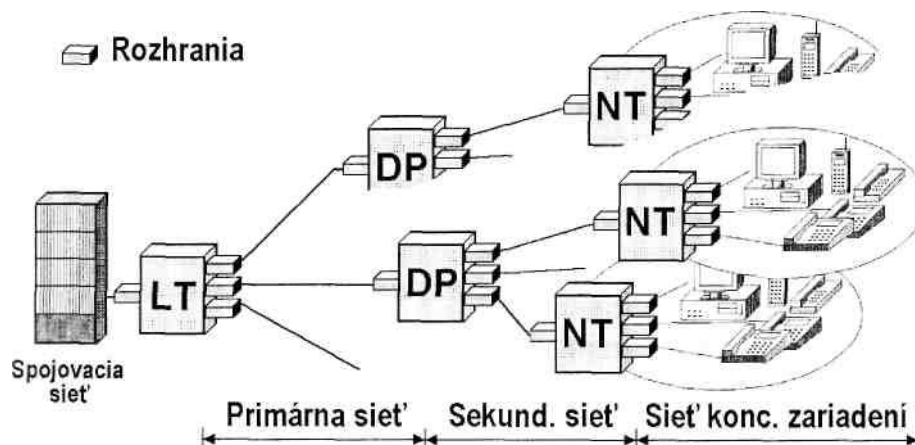 Rozhrania
NT
DP
NT
LT
DP
NT
Spojovacia
sieť
Primárna sieť
Sekund. sieť
Sieť konc. zariadení